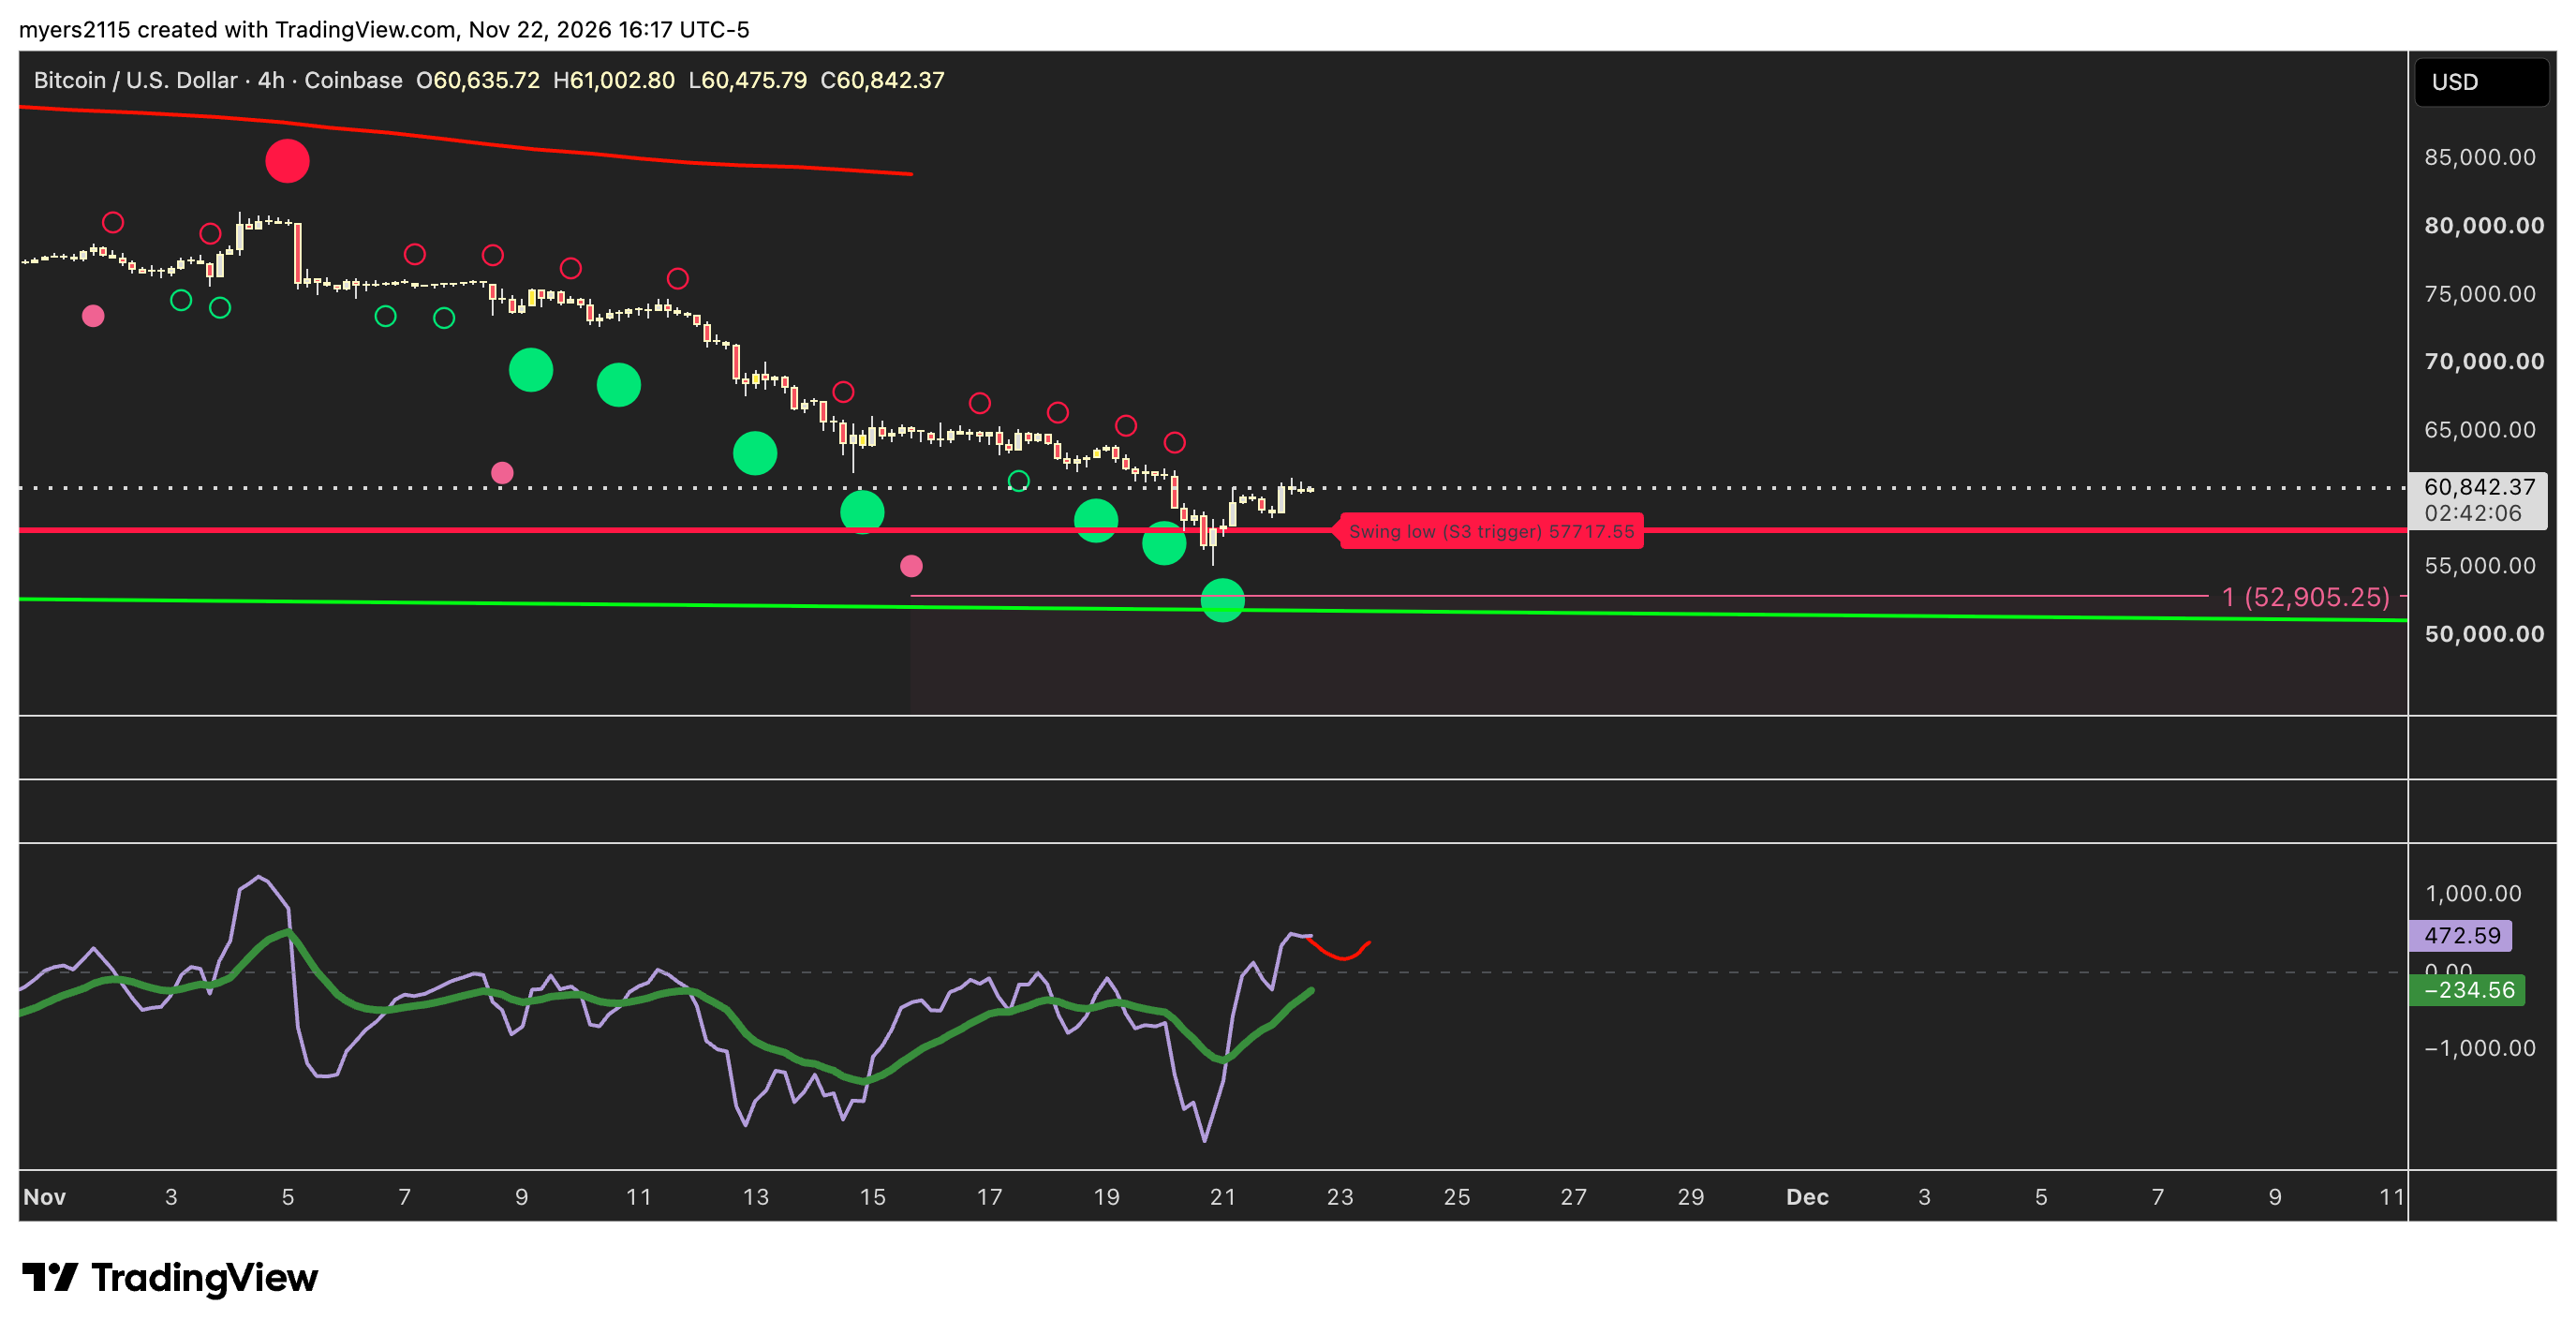 myers2115 created with TradingView.com, Nov 22, 2026 16:17 UTC-5
Bitcoin / U.S. Dollar · 4h · Coinbase O60,635.72 H61,002.80 L60,475.79 C60,842.37
USD
85,000.00
80,000.00
75,000.00
70,000.00
65,000.00
60,842.37
02:42:06
Swing low (S3 trigger) 57717.55
55,000.00
1 (52,905.25)
50,000.00
1,000.00
472.59
0.00
−234.56
−1,000.00
Nov 3 5 7 9 11 13 15 17 19 21 23 25 27 29 Dec 3 5 7 9 11
TradingView